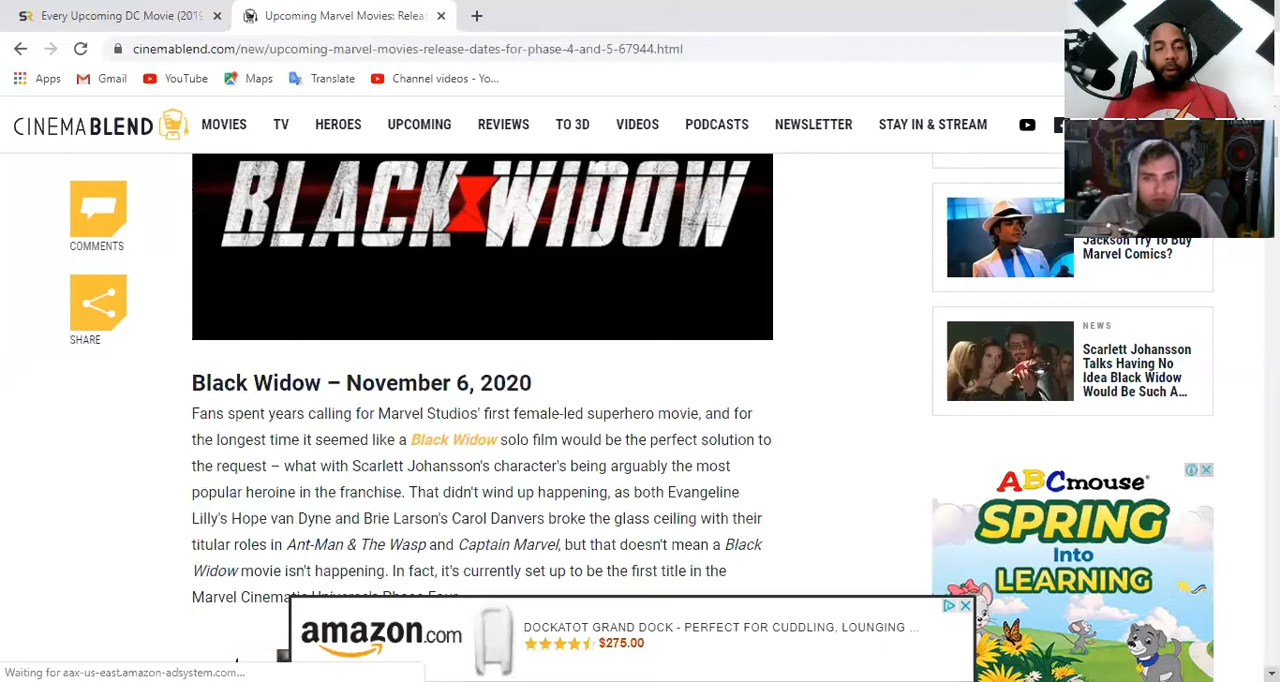 Every Upcoming DC Movie (201
Upcoming Marvel Movies: Relea
cinemablend.com/new/upcoming-marvel-movies-release-dates-for-phase-4-and-5-67944.html
Apps Gmail YouTube Maps Translate Channel videos - Yo...
CINEMABLEND MOVIES TV HEROES UPCOMING REVIEWS TO 3D VIDEOS PODCASTS NEWSLETTER STAY IN & STREAM
BLACK WIDOW
COMMENTS
SHARE
Black Widow – November 6, 2020
Fans spent years calling for Marvel Studios' first female-led superhero movie, and for
the longest time it seemed like a Black Widow solo film would be the perfect solution to
the request – what with Scarlett Johansson's character's being arguably the most
popular heroine in the franchise. That didn't wind up happening, as both Evangeline
Lilly's Hope van Dyne and Brie Larson's Carol Danvers broke the glass ceiling with their
titular roles in Ant-Man & The Wasp and Captain Marvel, but that doesn't mean a Black
Widow movie isn't happening. In fact, it's currently set up to be the first title in the
Marvel Cinematic Universe's Phase Four
Jackson Try To Buy
Marvel Comics?
NEWS
Scarlett Johansson
Talks Having No
Idea Black Widow
Would Be Such A...
ABCmouse
SPRING
Into
LEARNING
amazon.com
DOCKATOT GRAND DOCK - PERFECT FOR CUDDLING, LOUNGING ...
$275.00
Waiting for aax-us-east.amazon-adsystem.com...